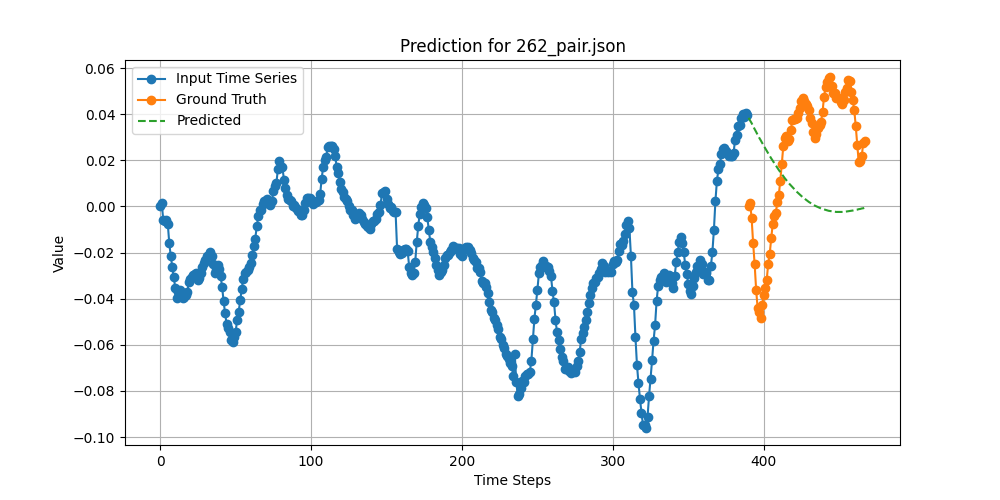 Prediction for 262_pair.json
Input Time Series
Ground Truth
Predicted
0.06
0.04
0.02
0.00
−0.02
−0.04
−0.06
−0.08
−0.10
Value
0 100 200 300 400
Time Steps